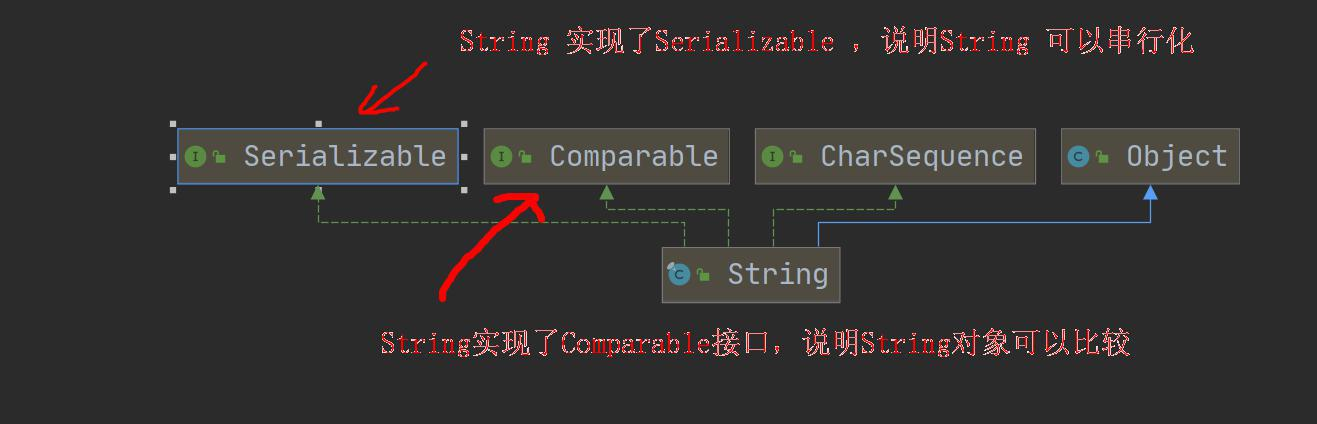 String 实现了Serializable ，说明String 可以串行化
I Serializable I Comparable I CharSequence C Object
C String
String实现了Comparable接口，说明String对象可以比较